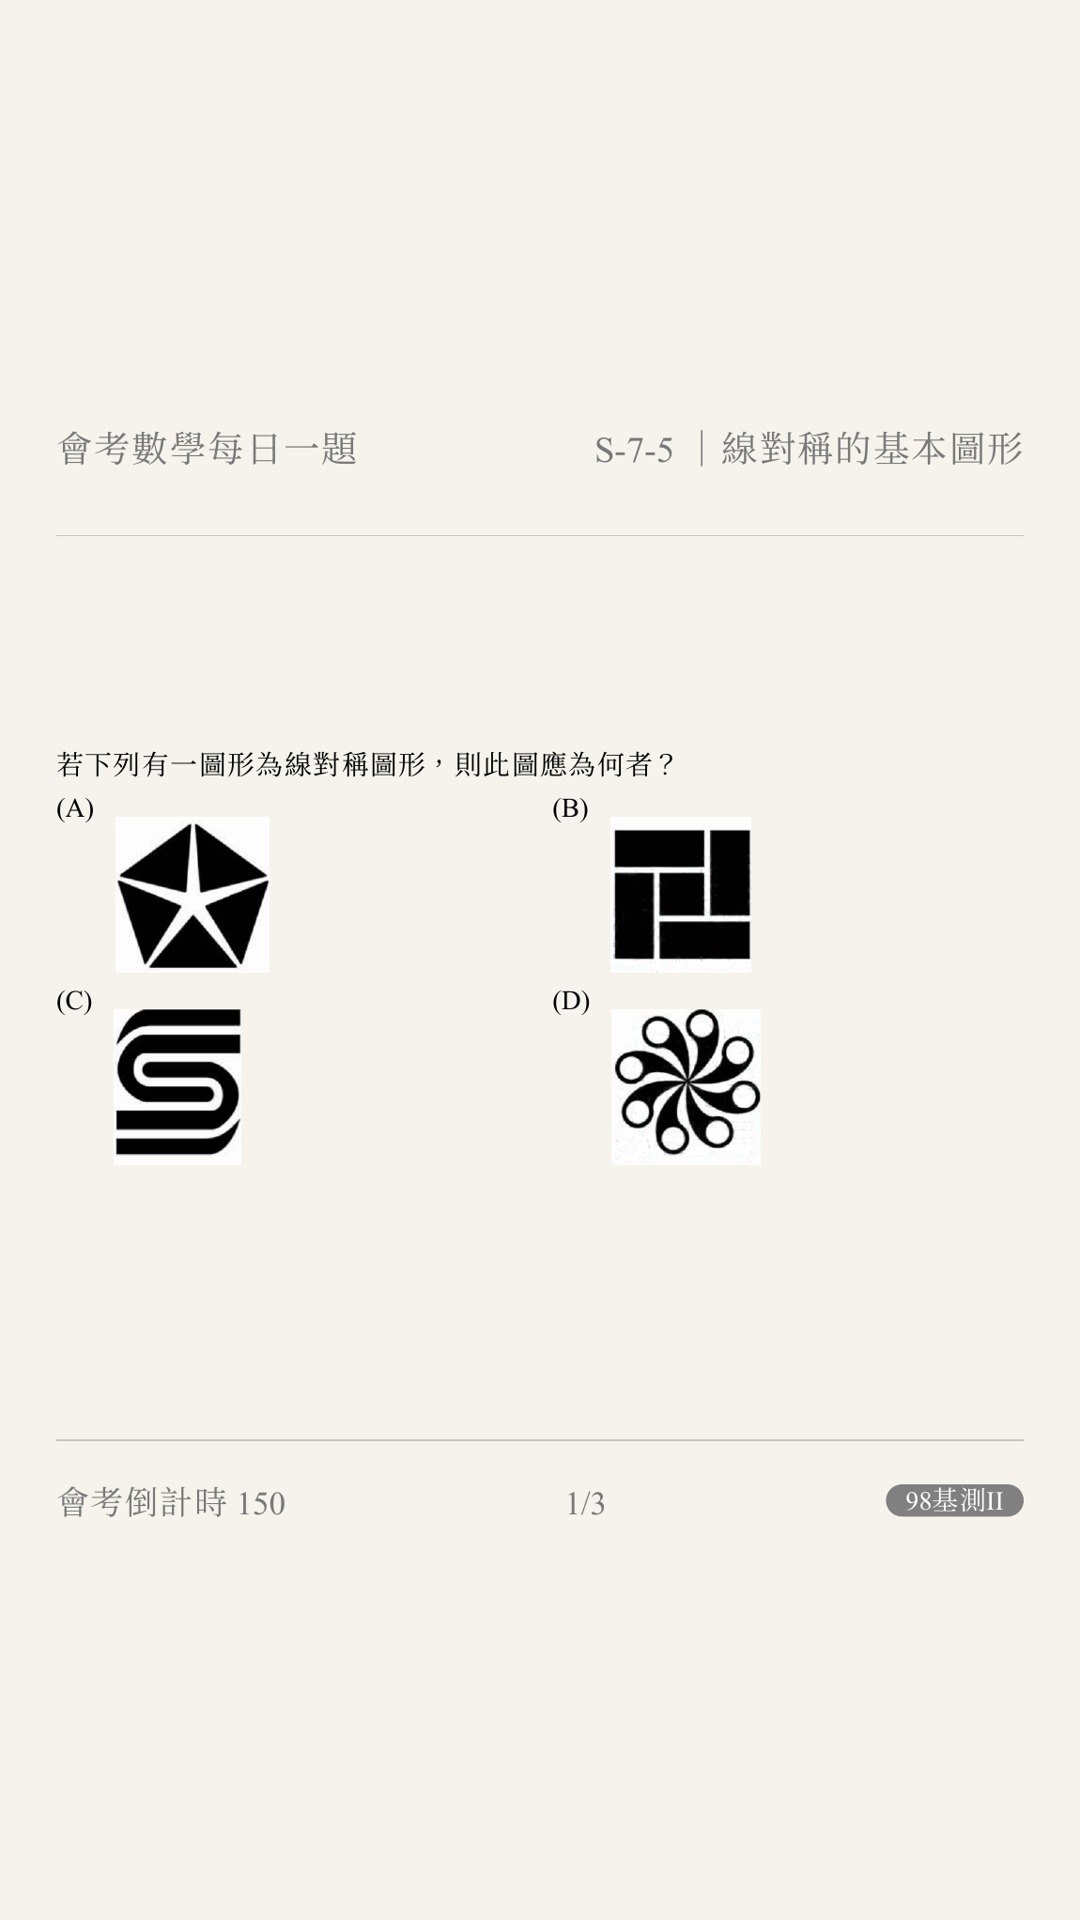 會考數學每日一題
S-7-5 ｜線對稱的基本圖形
若下列有一圖形為線對稱圖形，則此圖應為何者？
(A)
(B)
(C)
(D)
會考倒計時 150
1/3
98基測II